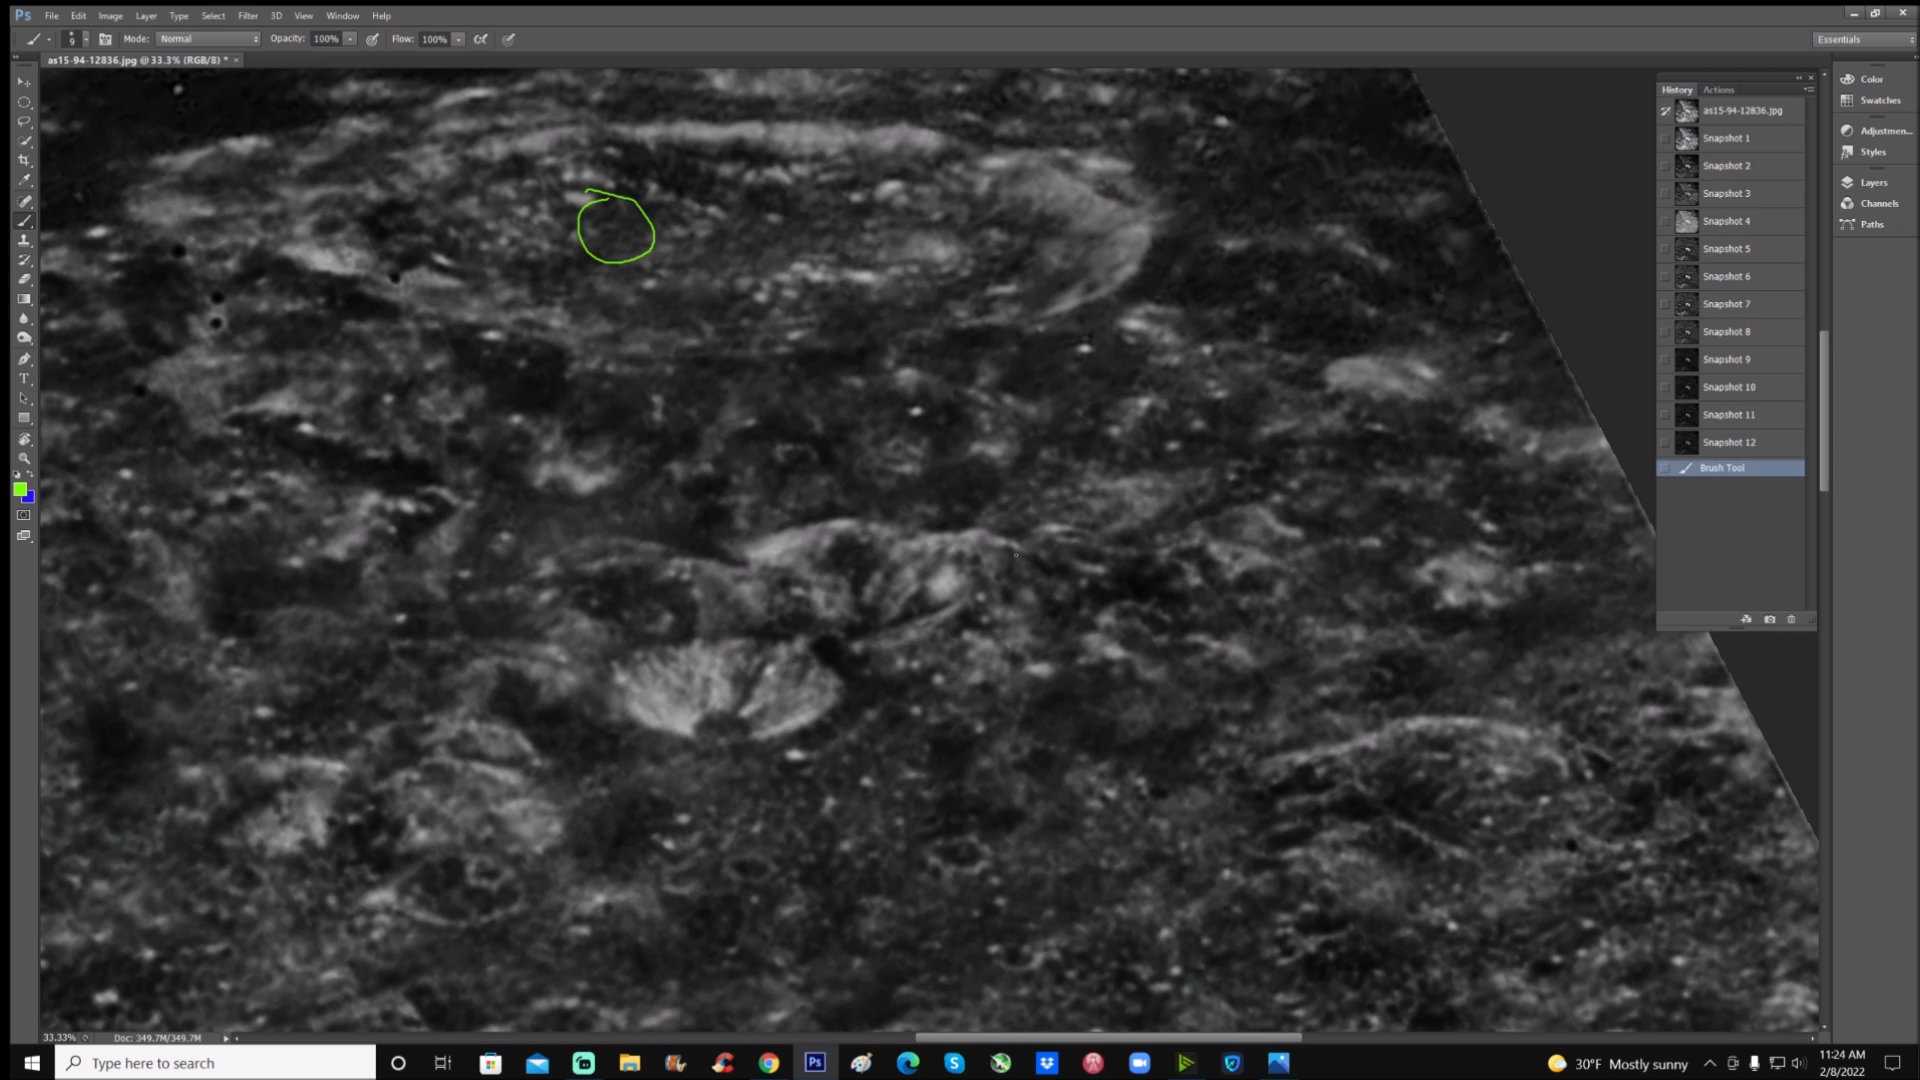 Ps File Edit Image Layer Type Select Filter 3D View Window Help
9 Mode: Normal Opacity: 100% Flow: 100% Essentials
as15-94-12836.jpg @ 33.3% (RGB/8) * ×
History Actions
as15-94-12836.jpg
Snapshot 1
Snapshot 2
Snapshot 3
Snapshot 4
Snapshot 5
Snapshot 6
Snapshot 7
Snapshot 8
Snapshot 9
Snapshot 10
Snapshot 11
Snapshot 12
Brush Tool
Color
Swatches
Adjustmen...
Styles
Layers
Channels
Paths
33.33% Doc: 349.7M/349.7M
Type here to search
Ps
30°F Mostly sunny
11:24 AM
2/8/2022